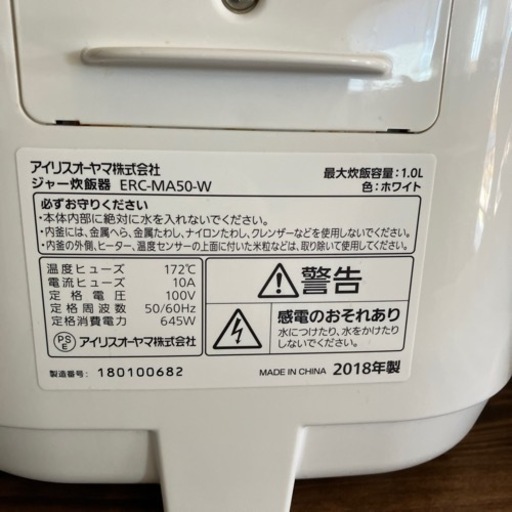 アイリスオーヤマ株式会社
ジャー炊飯器 ERC-MA50-W
最大炊飯容量:1.0L
色:ホワイト
必ずお守りください
・本体内部に絶対に水を入れないでください。
・内釜には、金属へら、金属たわし、ナイロンたわし、クレンザーなどを使用しないでください。
・内釜の外側、ヒーター、温度センサーの上面に付いた米粒などは、取り除いて使用してください。
温度ヒューズ 172℃
電流ヒューズ 10A
定格電圧 100V
定格周波数 50/60Hz
定格消費電力 645W
PSE アイリスオーヤマ株式会社
製造番号: 180100682
警告
感電のおそれあり
水につけたり、水をかけたり
しないでください。
MADE IN CHINA 2018年製